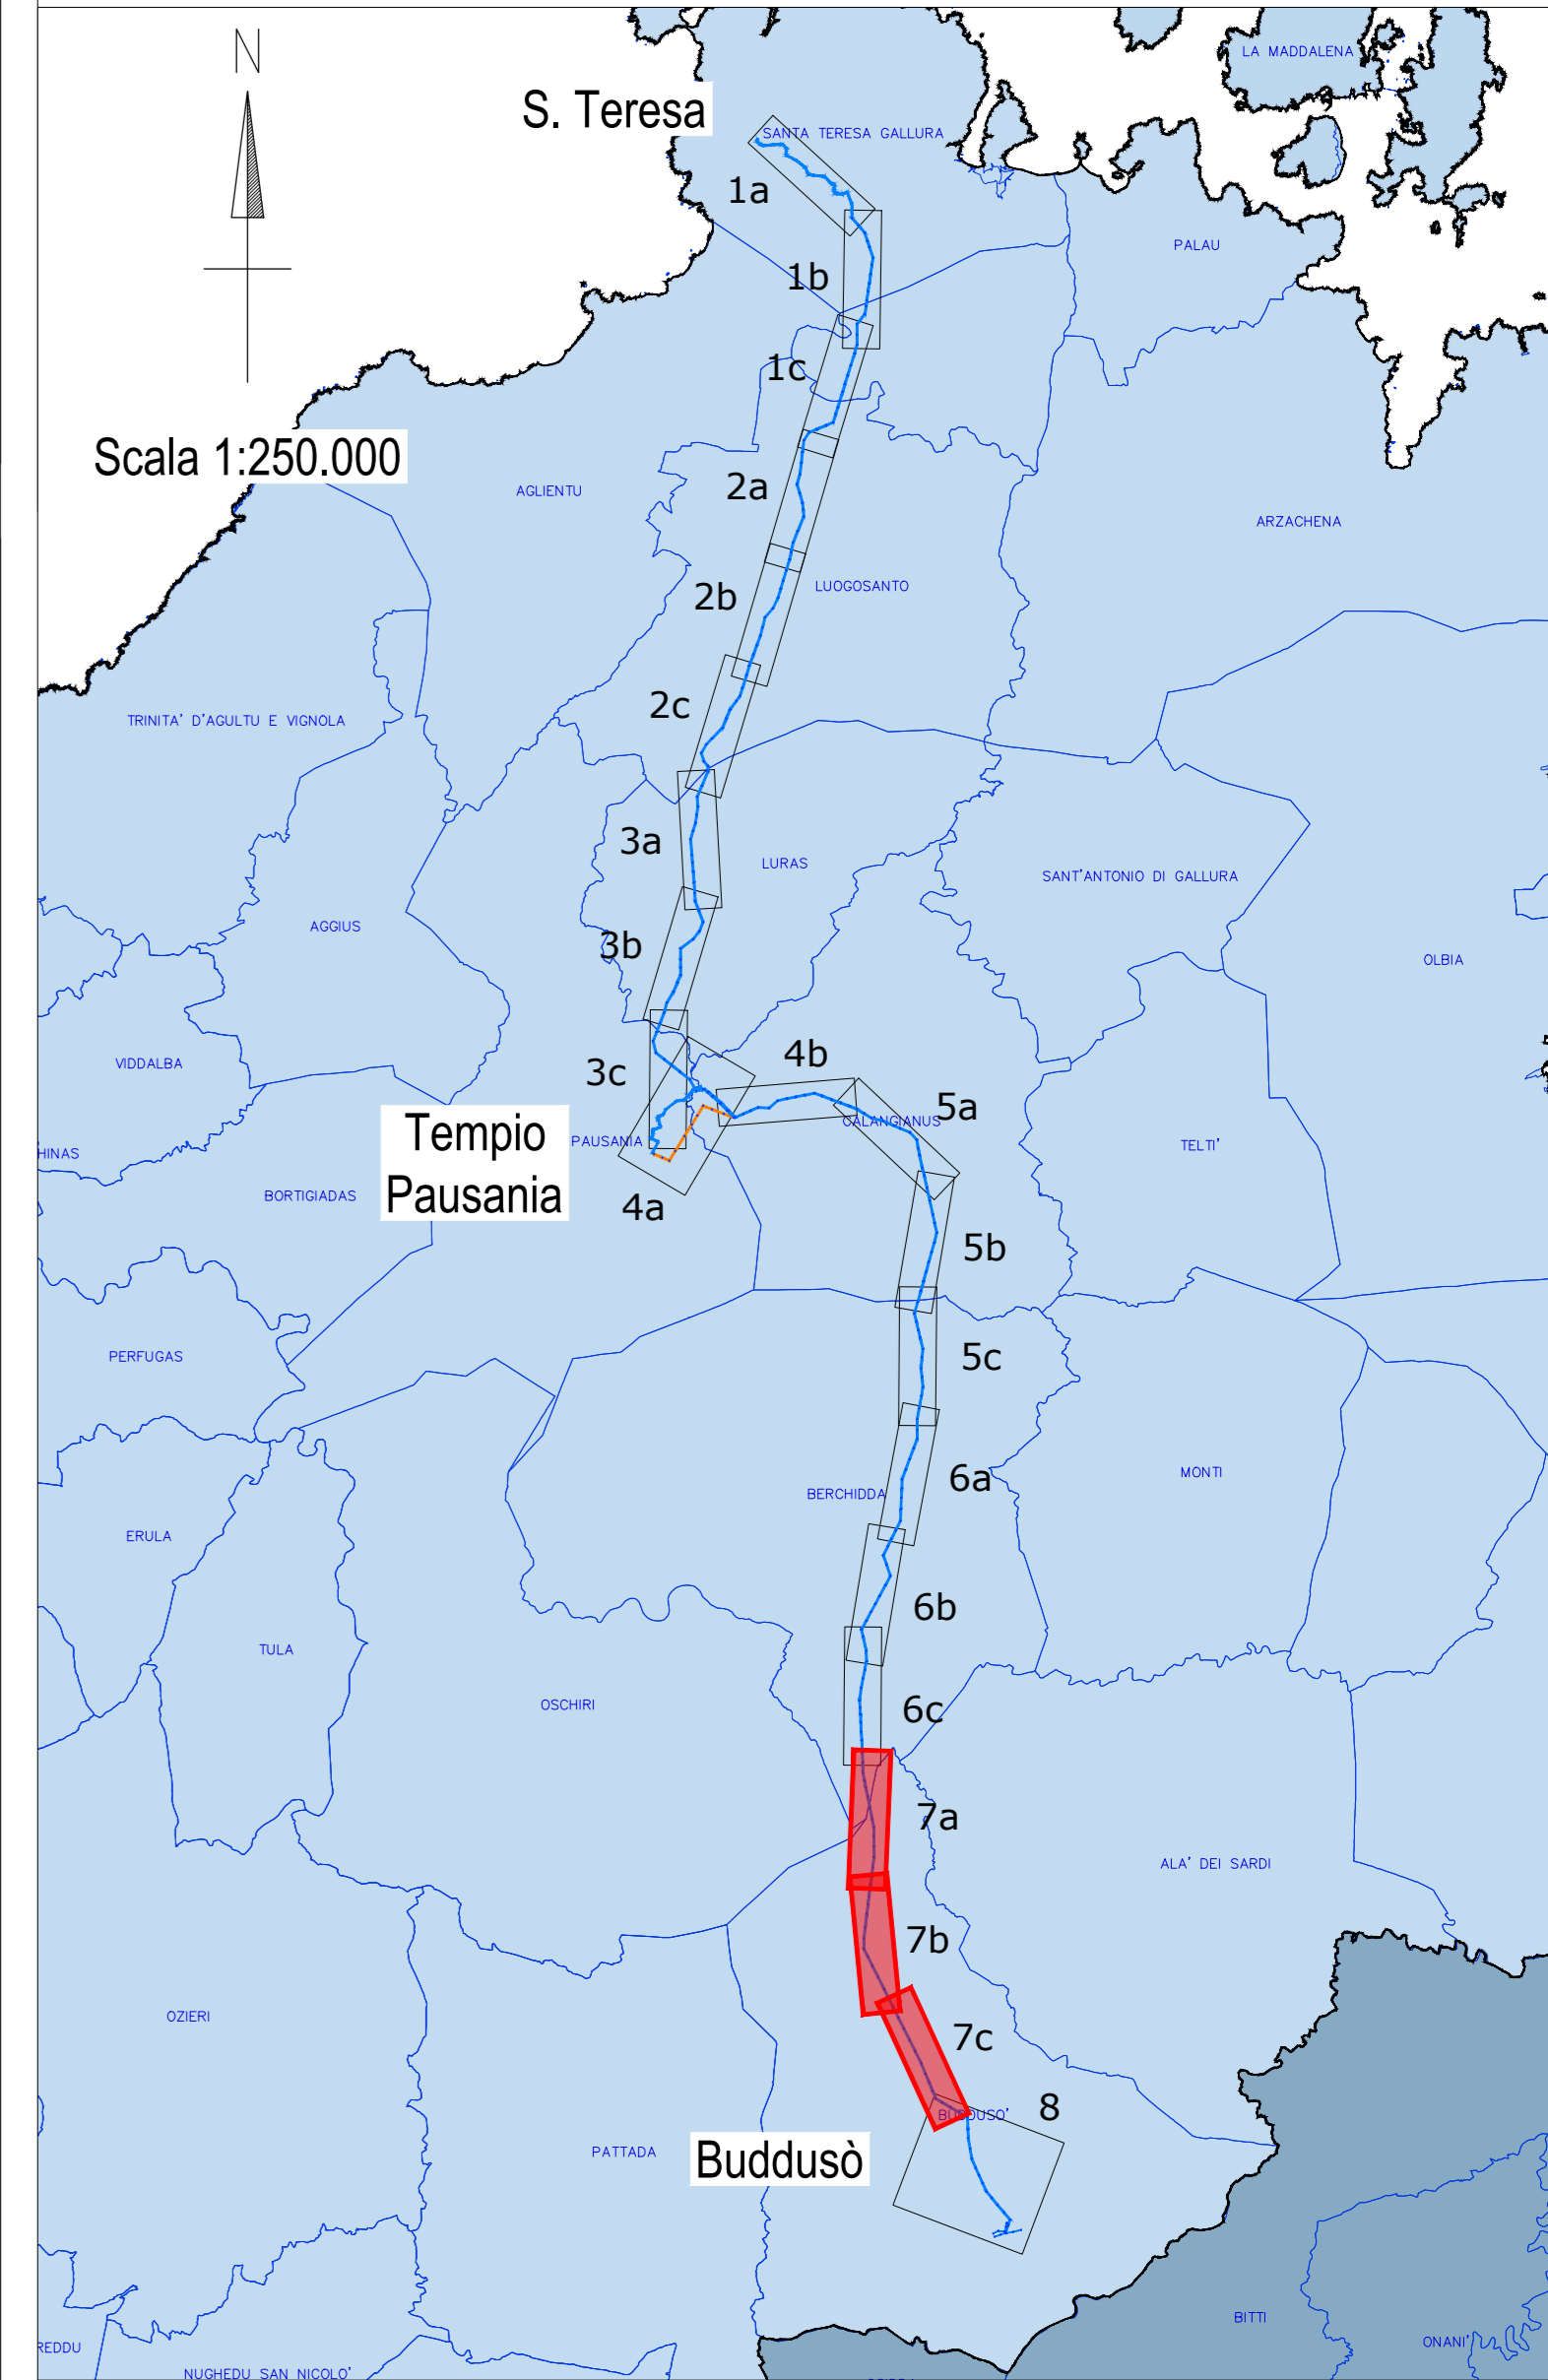 N
LA MADDALENA
S. Teresa
SANTA TERESA GALLURA
1a
PALAU
1b
1c
Scala 1:250.000
2a
AGLIENTU
ARZACHENA
2b
LUOGOSANTO
2c
TRINITA' D'AGULTU E VIGNOLA
3a
LURAS
SANT'ANTONIO DI GALLURA
AGGIUS
3b
OLBIA
VIDDALBA
3c
4b
5a
CALANGIANUS
Tempio
Pausania
PAUSANIA
TELTI'
HINAS
BORTIGIADAS
4a
5b
PERFUGAS
5c
MONTI
6a
BERCHIDDA
ERULA
6b
TULA
OSCHIRI
6c
7a
ALA' DEI SARDI
7b
OZIERI
7c
8
BUDDUSO'
PATTADA
Buddusò
BITTI
ONANI'
REDDU
NUGHEDU SAN NICOLO'